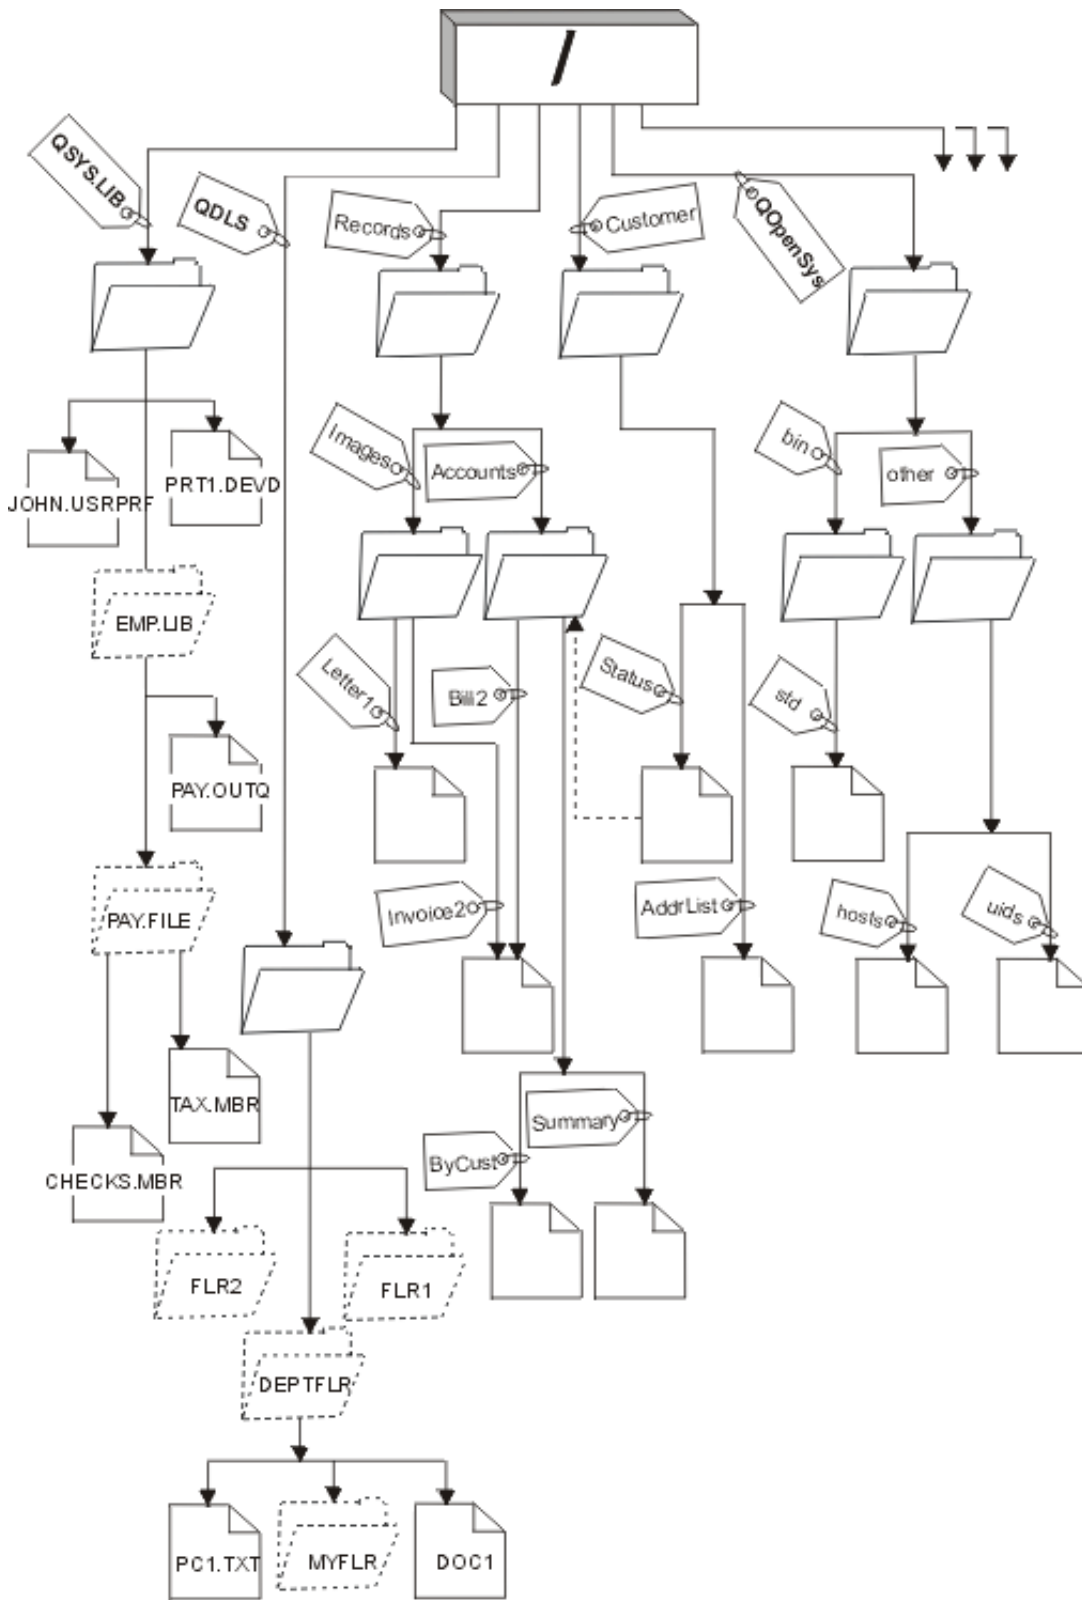 /
QSYS.LIB
QDLS
Records
Customer
QOpenSys
Images
Accounts
bin
other
JOHN.USRPRF
PRT1.DEVD
EMP.LIB
Letter1
Bill2
Status
std
PAY.OUTQ
PAY.FILE
Invoice2
AddrList
hosts
uids
TAX.MBR
CHECKS.MBR
Summary
ByCust
FLR2
FLR1
DEPTFLR
PC1.TXT
MYFLR
DOC1